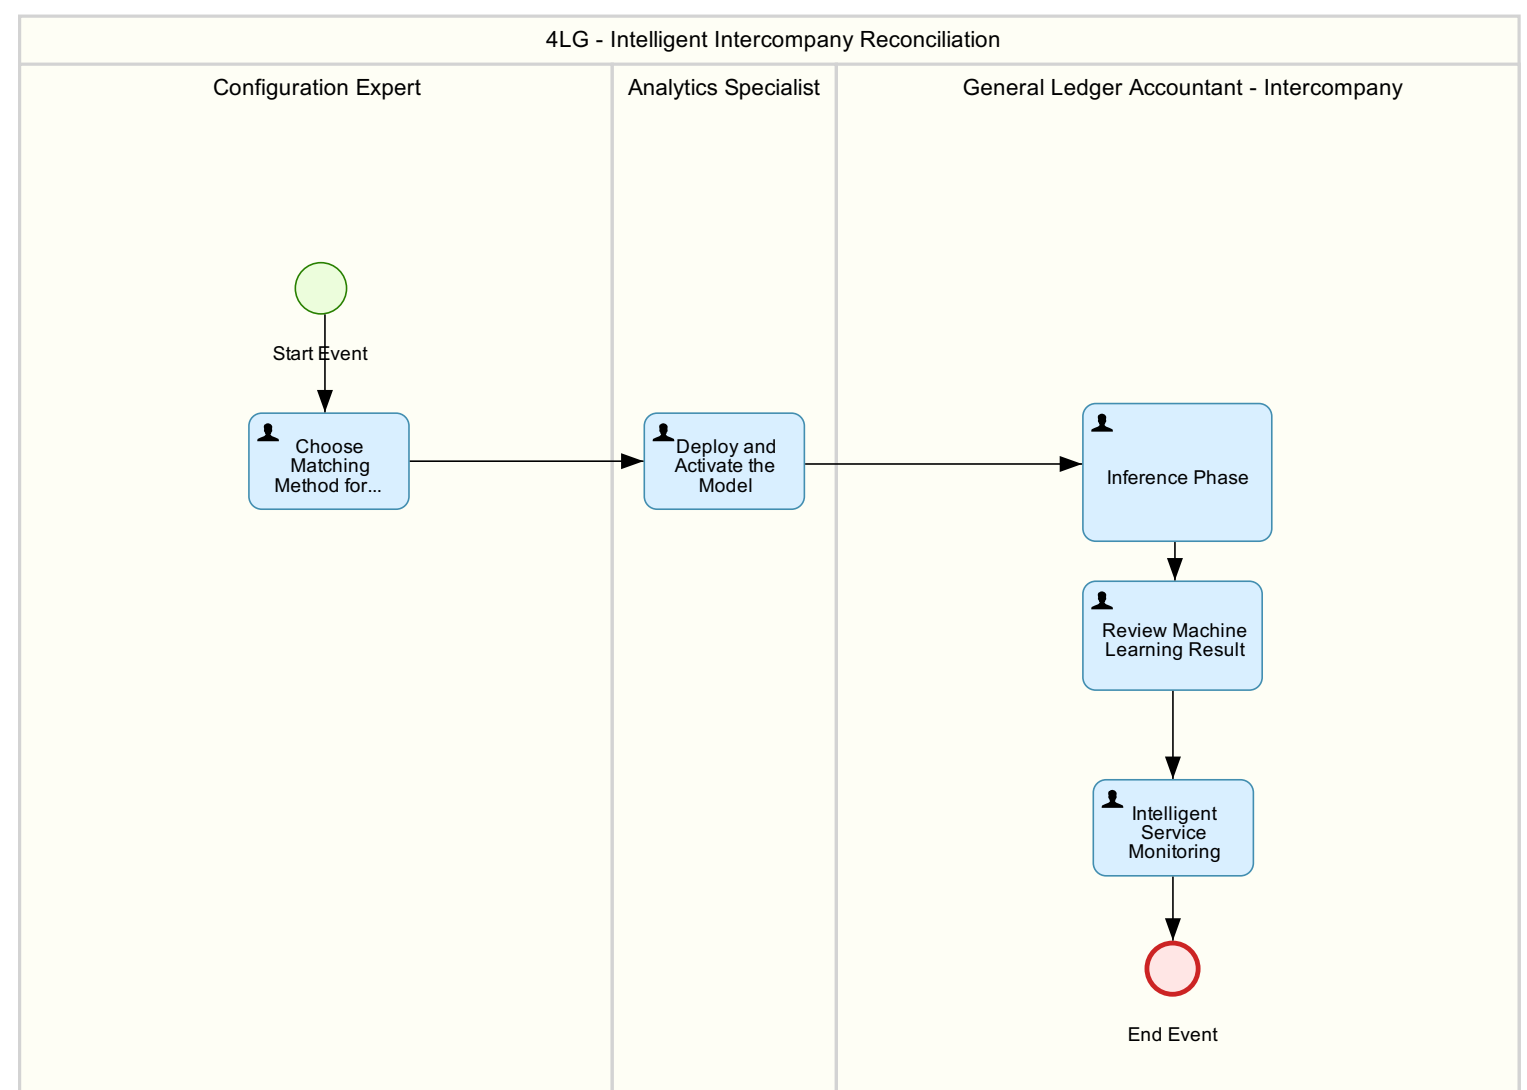 4LG - Intelligent Intercompany Reconciliation
Configuration Expert
Analytics Specialist
General Ledger Accountant - Intercompany
Start Event
Choose
Matching
Method for...
Deploy and
Activate the
Model
Inference Phase
Review Machine
Learning Result
Intelligent
Service
Monitoring
End Event